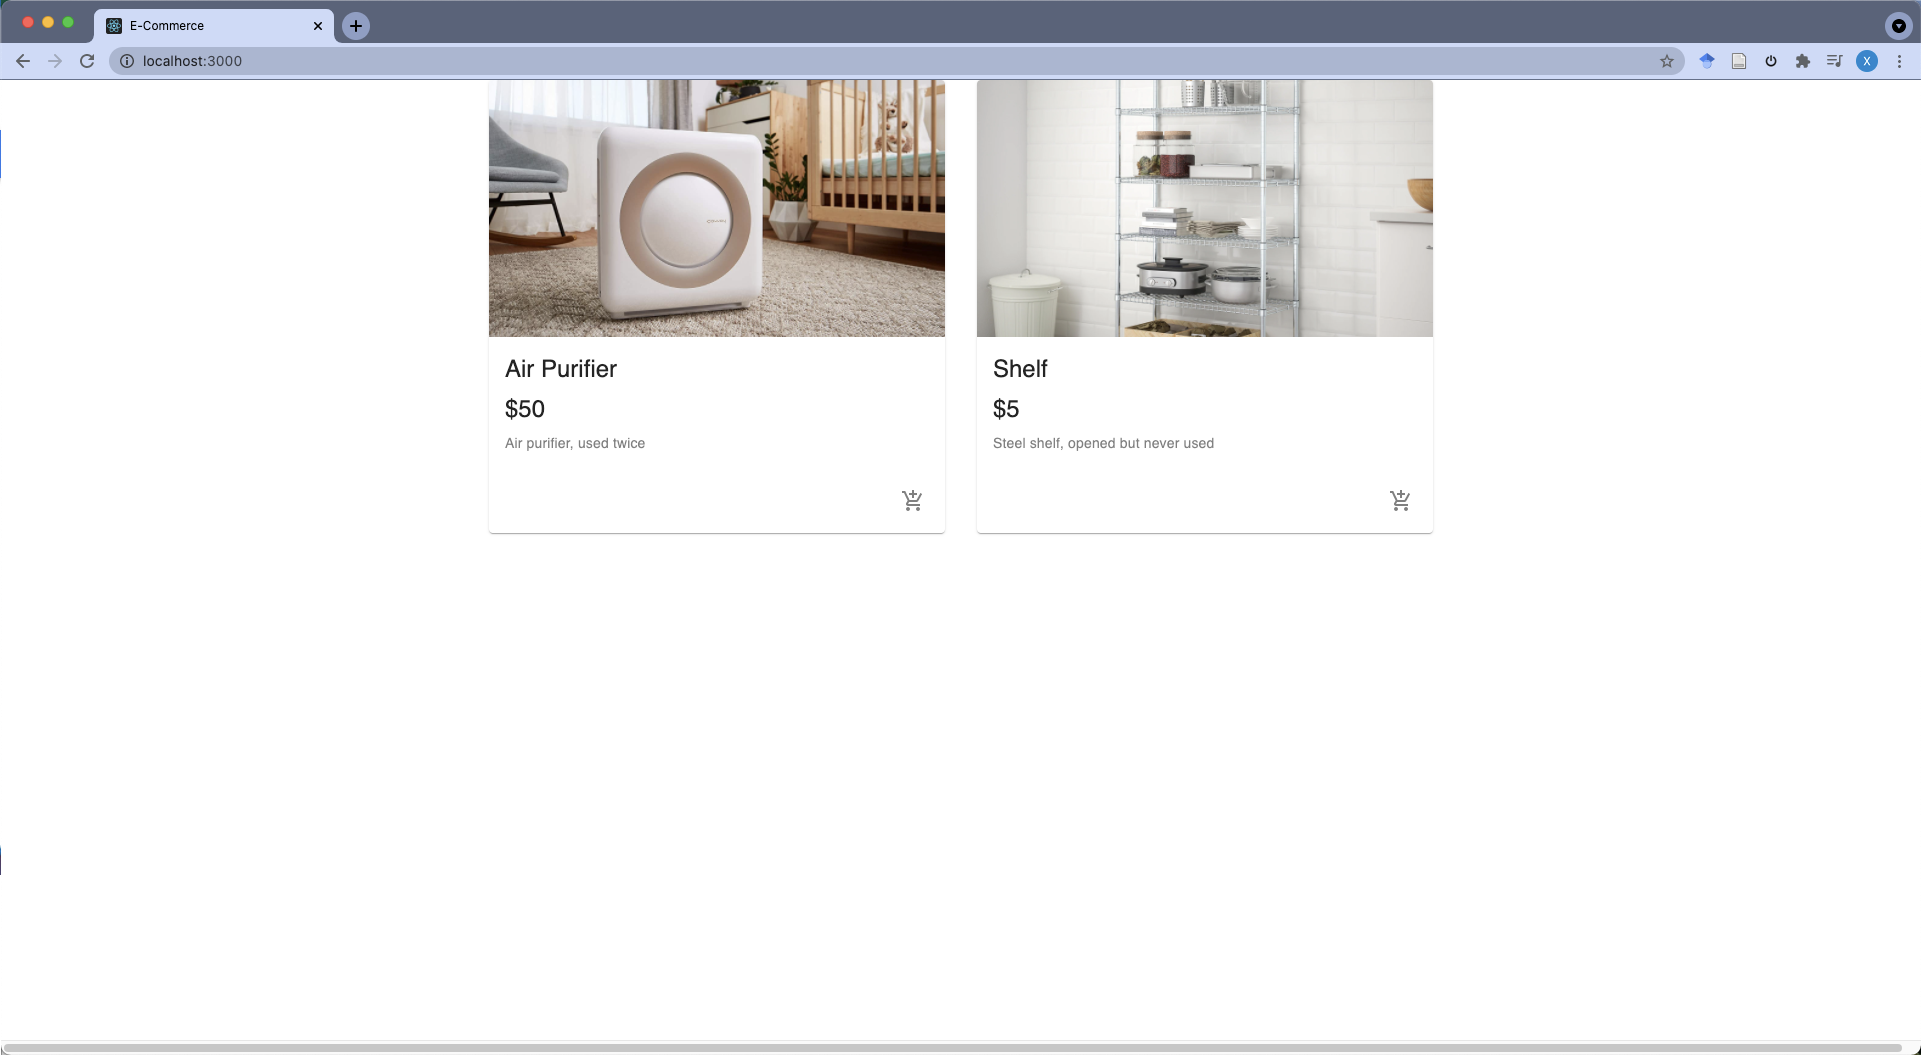 E-Commerce
localhost:3000
X
Air Purifier
$50
Air purifier, used twice
Shelf
$5
Steel shelf, opened but never used